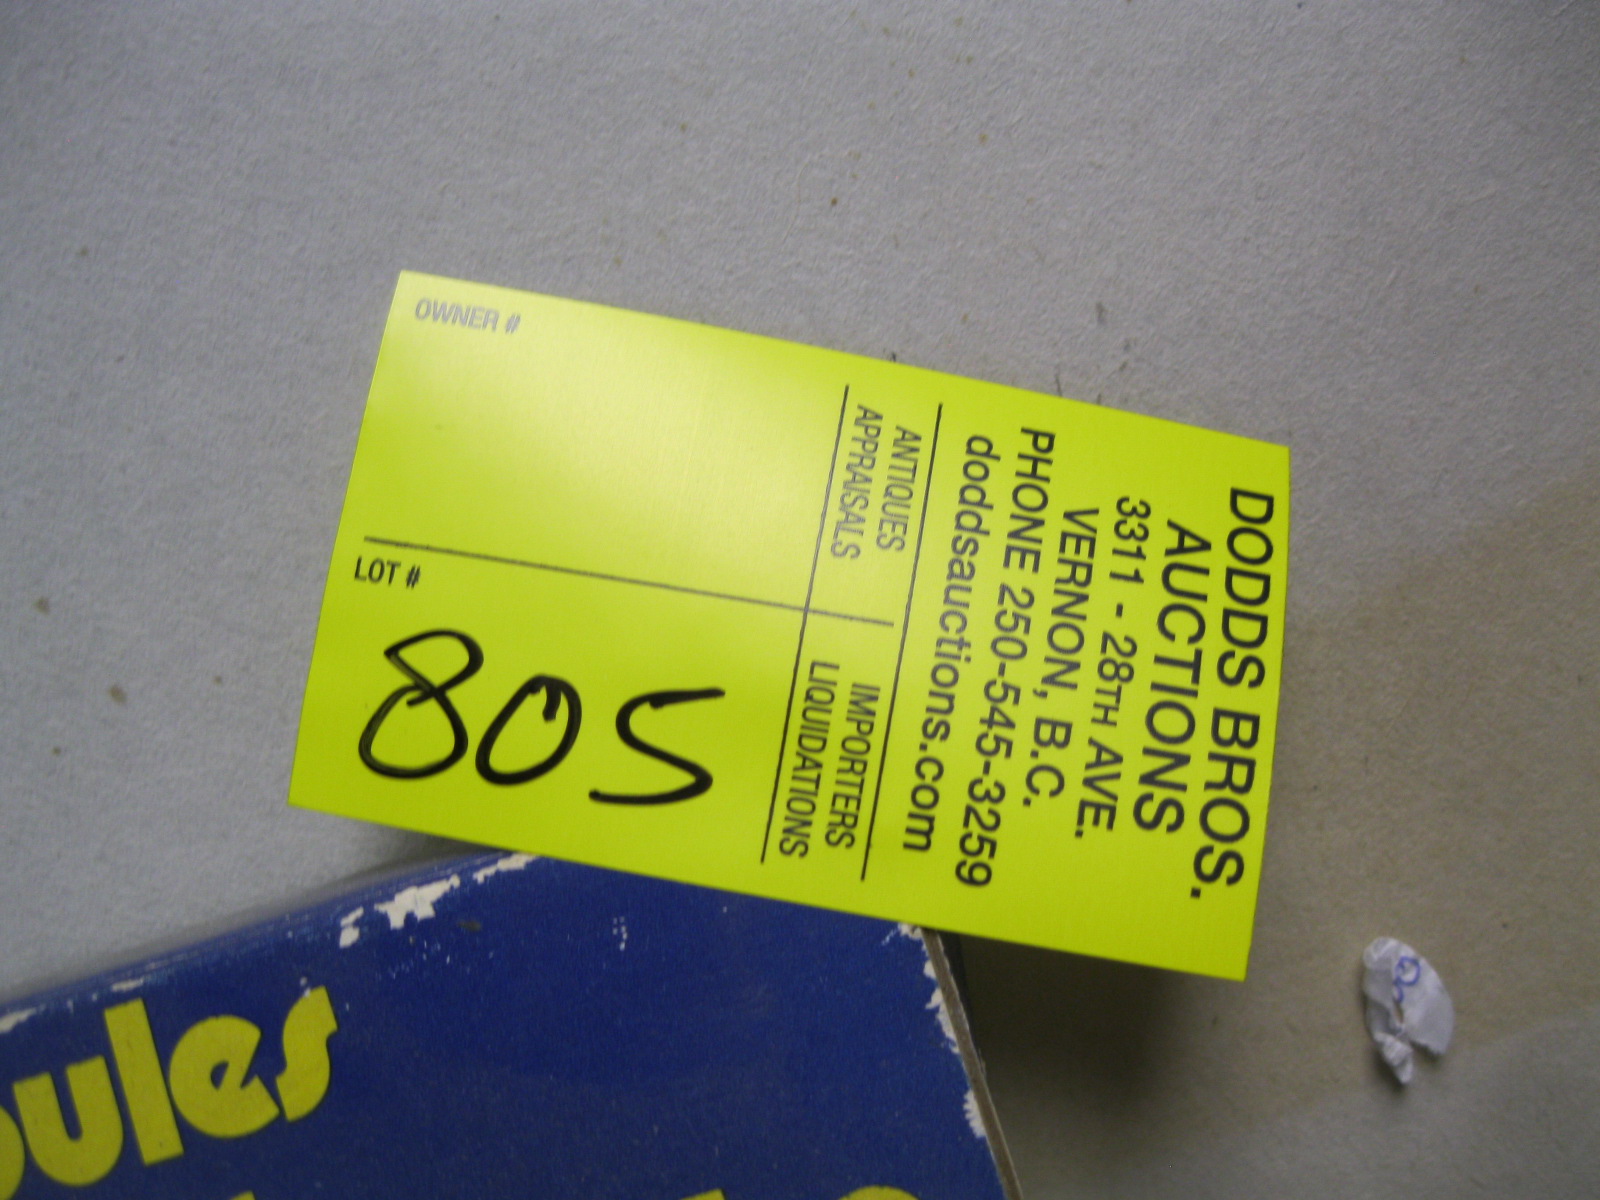 DODDS BROS.
AUCTIONS
3311 - 28TH AVE.
VERNON, B.C.
PHONE 250-545-3259
doddsauctions.com
ANTIQUES
APPRAISALS
IMPORTERS
LIQUIDATIONS
OWNER #
LOT #
805